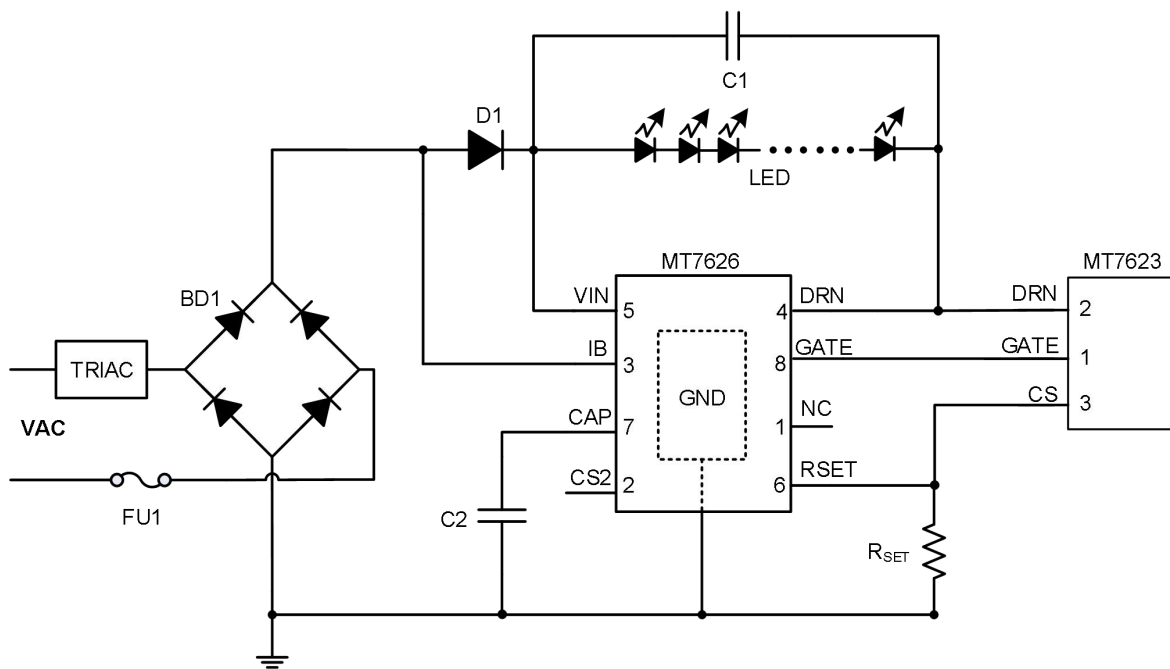 C1
D1
LED
MT7626
MT7623
BD1
VIN 5
4 DRN
DRN 2
IB 3
8 GATE
GATE 1
TRIAC
GND
CS 3
VAC
CAP 7
1 NC
CS2 2
6 RSET
FU1
C2
RSET